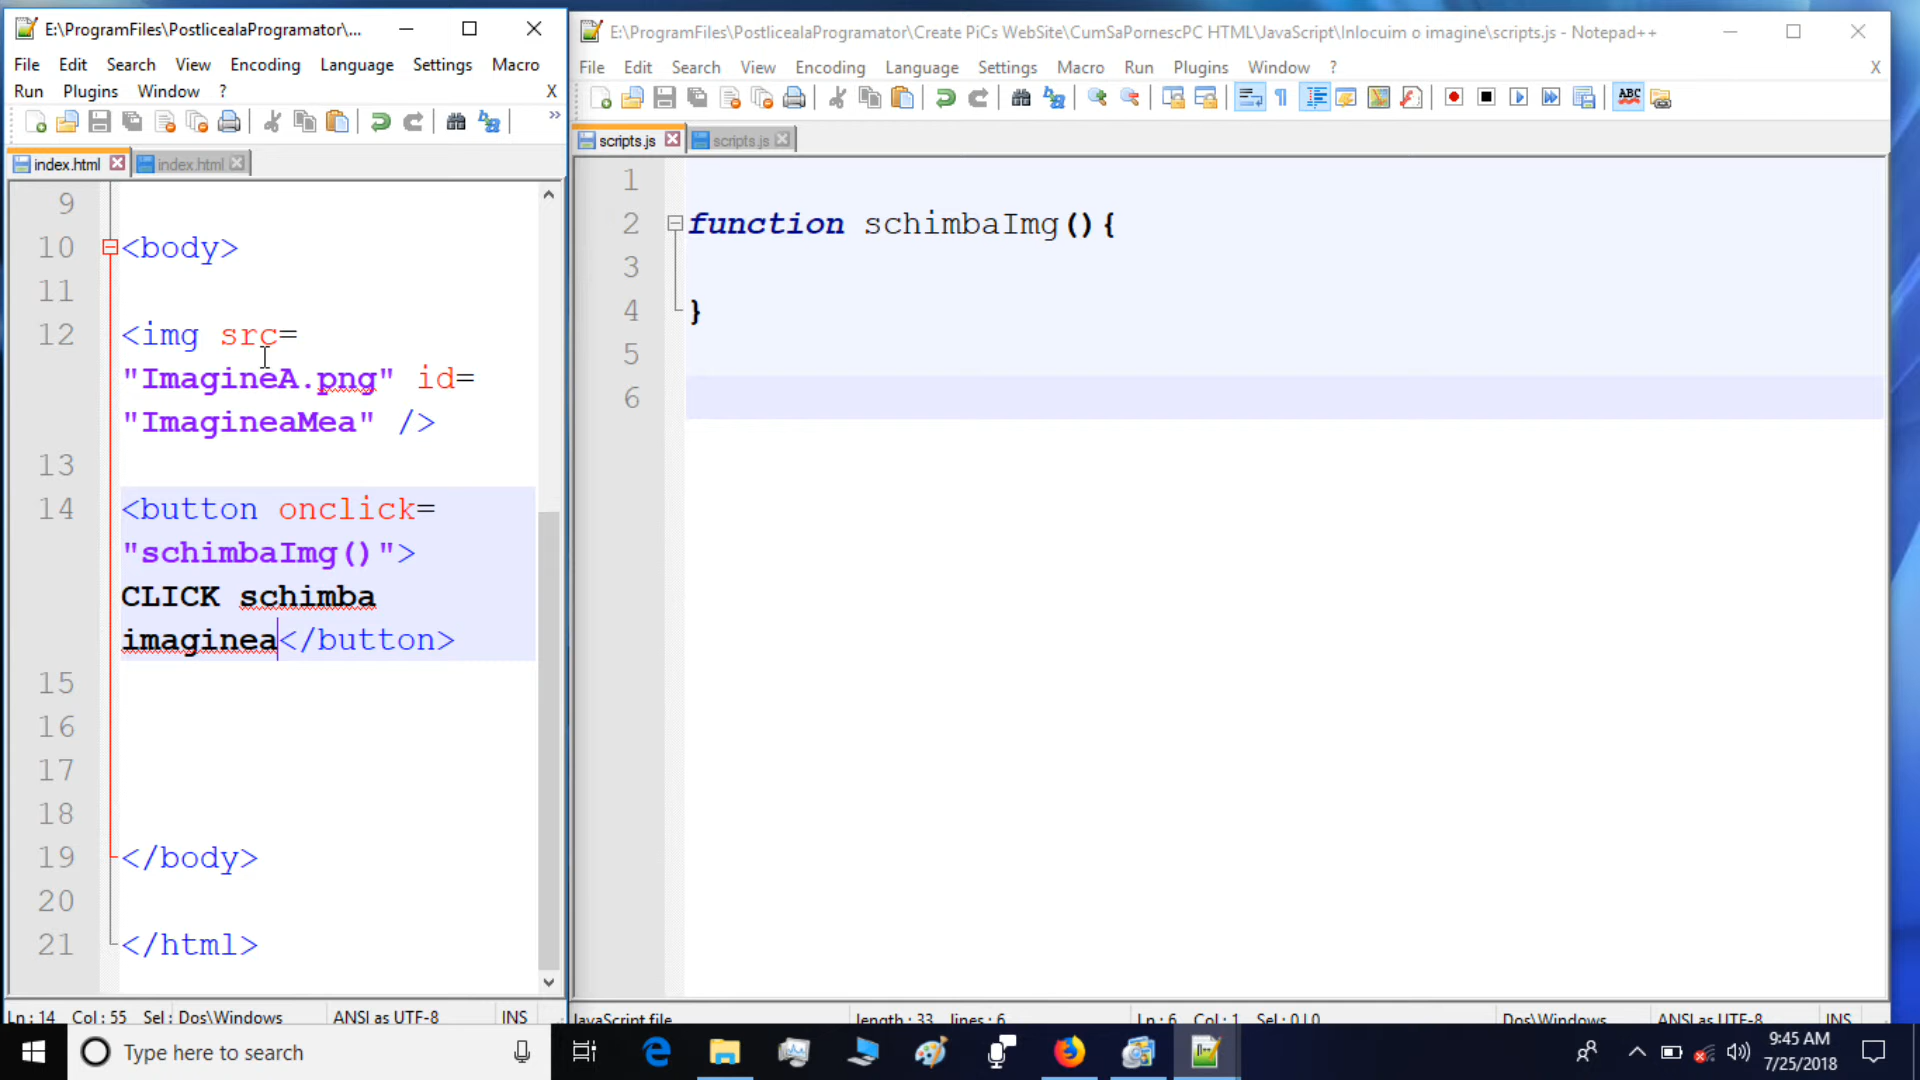 E:\ProgramFiles\PostlicealaProgramator\...
File Edit Search View Encoding Language Settings Macro
Run Plugins Window ? X
index.html index.html
9
10 <body>
11
12 <img src=
"ImagineA.png" id=
"ImagineaMea" />
13
14 <button onclick=
"schimbaImg()">
CLICK schimba
imaginea</button>
15
16
17
18
19 </body>
20
21 </html>
Ln : 14 Col : 55 Sel : Dos\Windows ANSI as UTF-8 INS
E:\ProgramFiles\PostlicealaProgramator\Create PiCs WebSite\CumSaPornescPC HTML\JavaScript\Inlocuim o imagine\scripts.js - Notepad++
File Edit Search View Encoding Language Settings Macro Run Plugins Window ? X
scripts.js scripts.js
1
2 function schimbaImg(){
3
4 }
5
6
JavaScript file length : 33 lines : 6 Ln : 6 Col : 1 Sel : 0 | 0 Dos\Windows ANSI as UTF-8 INS
Type here to search
9:45 AM
7/25/2018